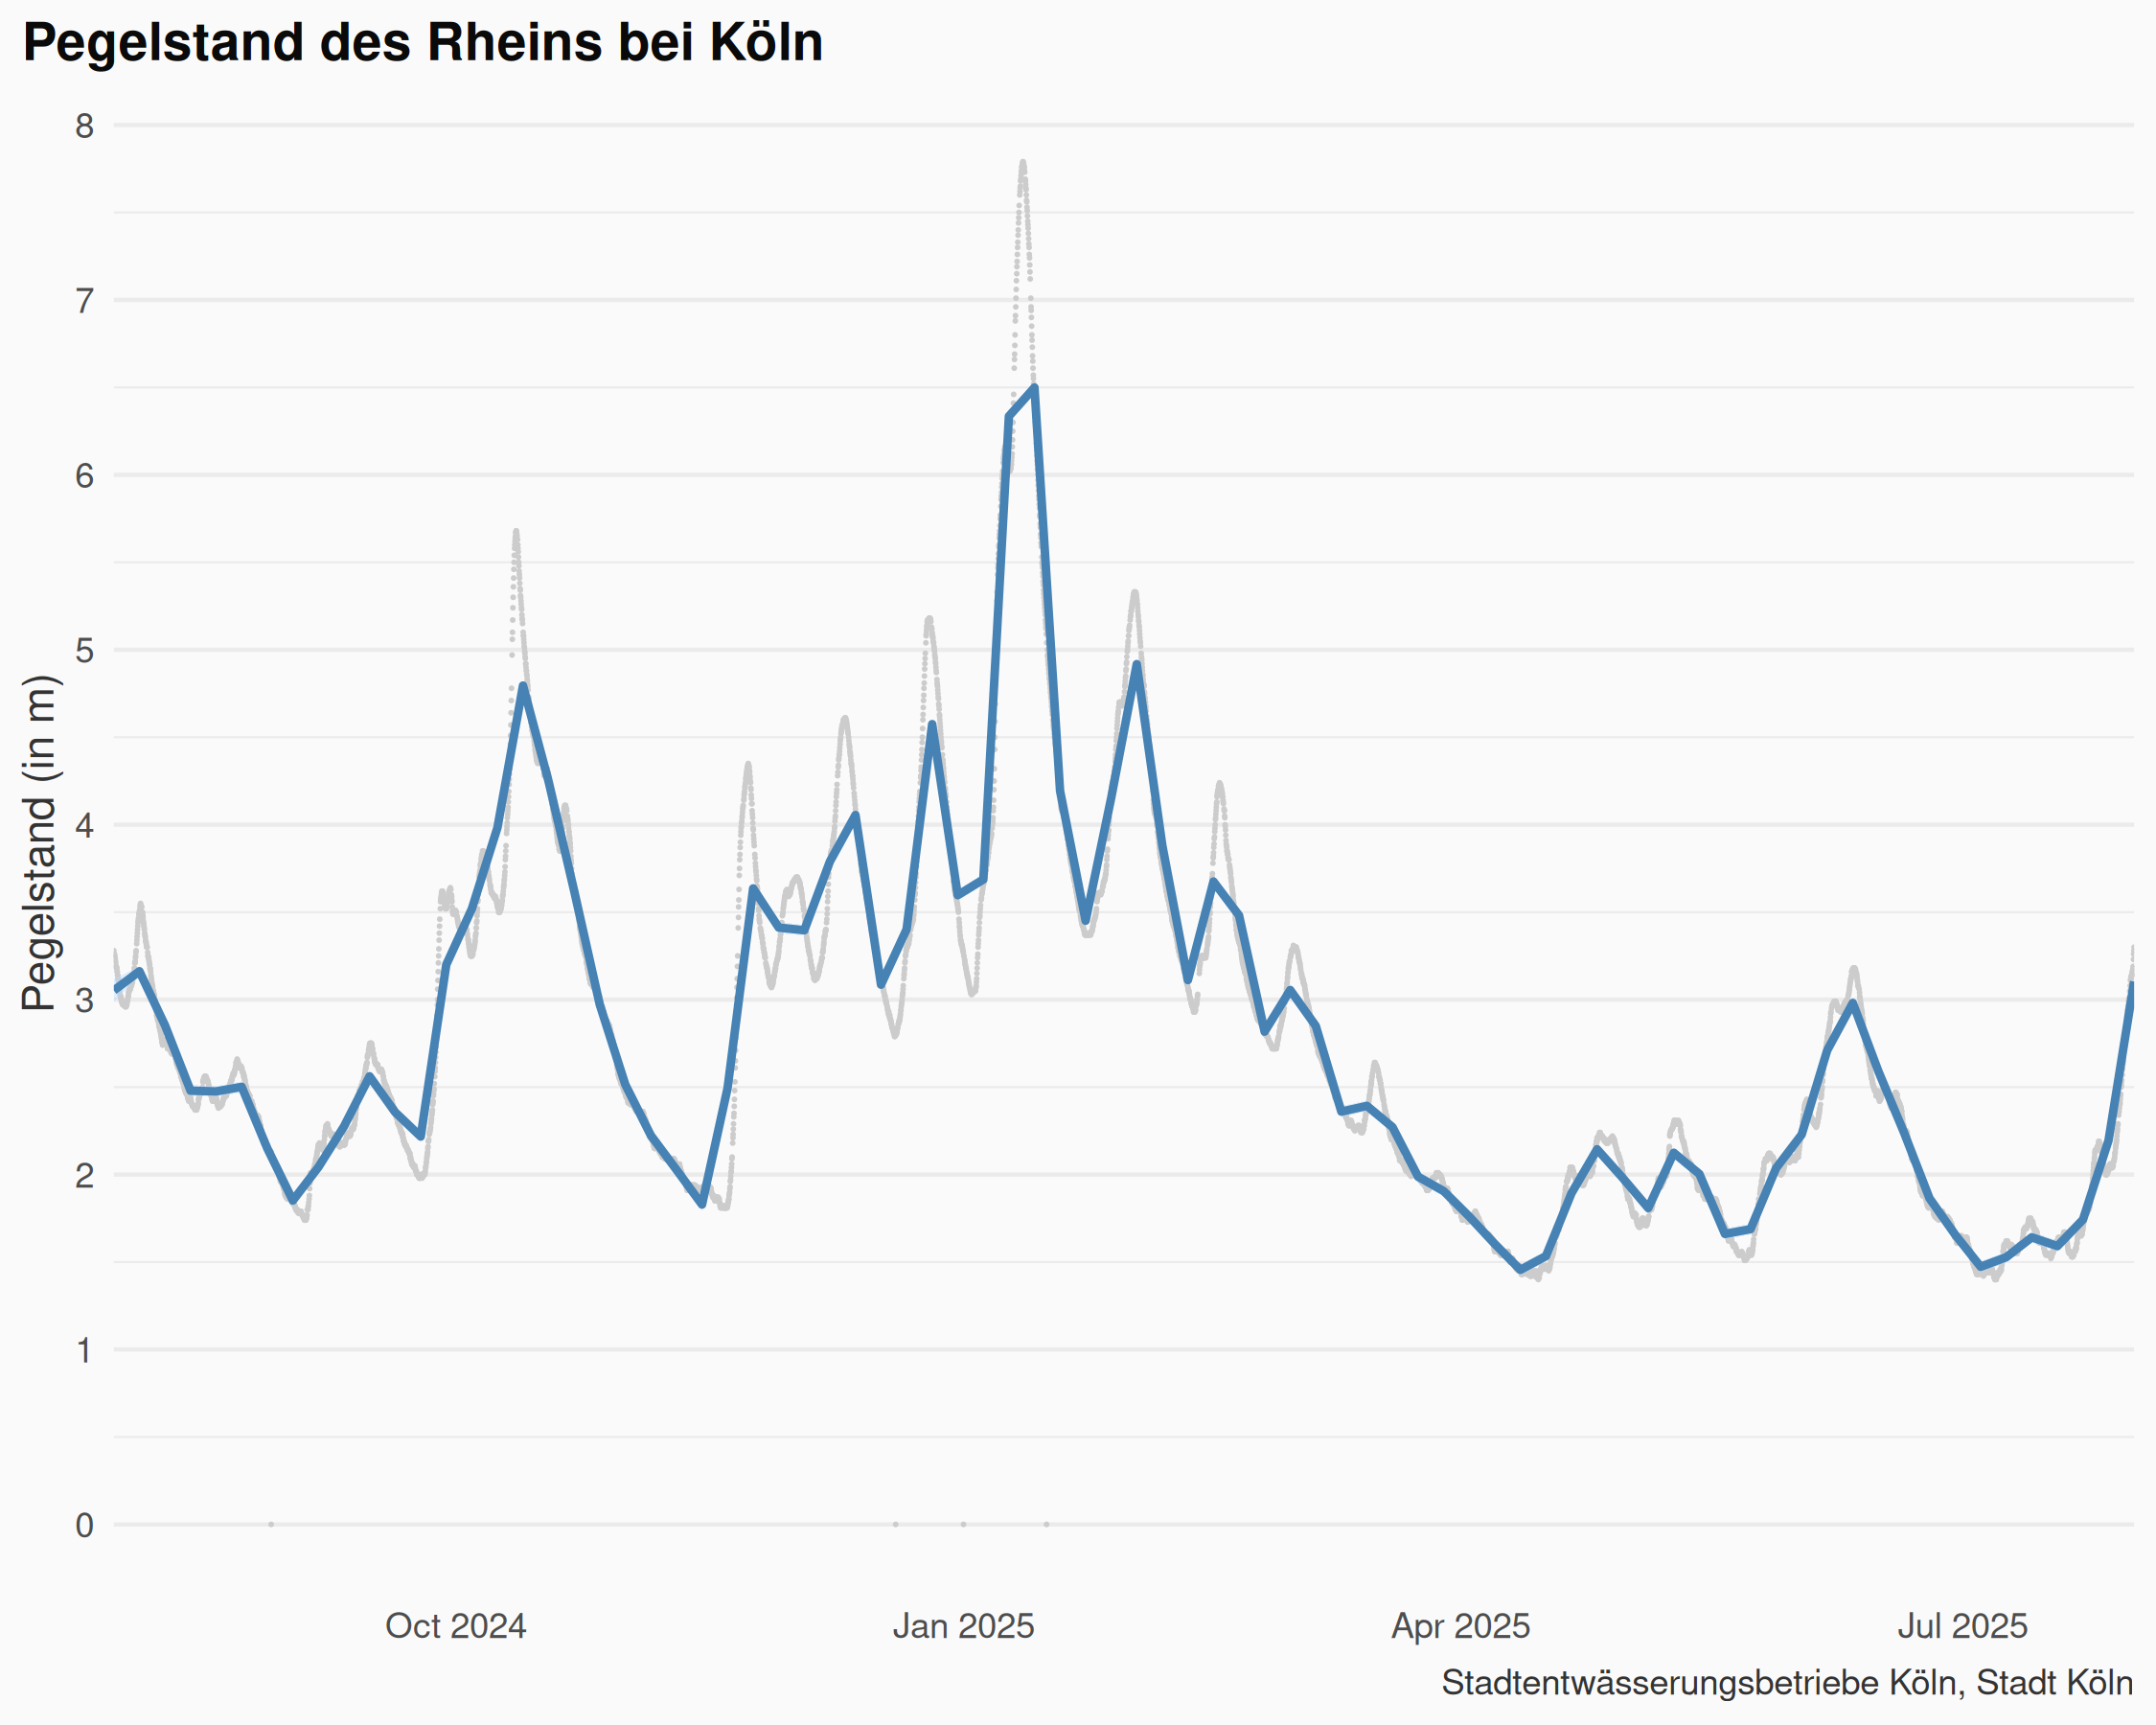 Pegelstand des Rheins bei Köln
Pegelstand (in m)
8
7
6
5
4
3
2
1
0
Oct 2024
Jan 2025
Apr 2025
Jul 2025
Stadtentwässerungsbetriebe Köln, Stadt Köln